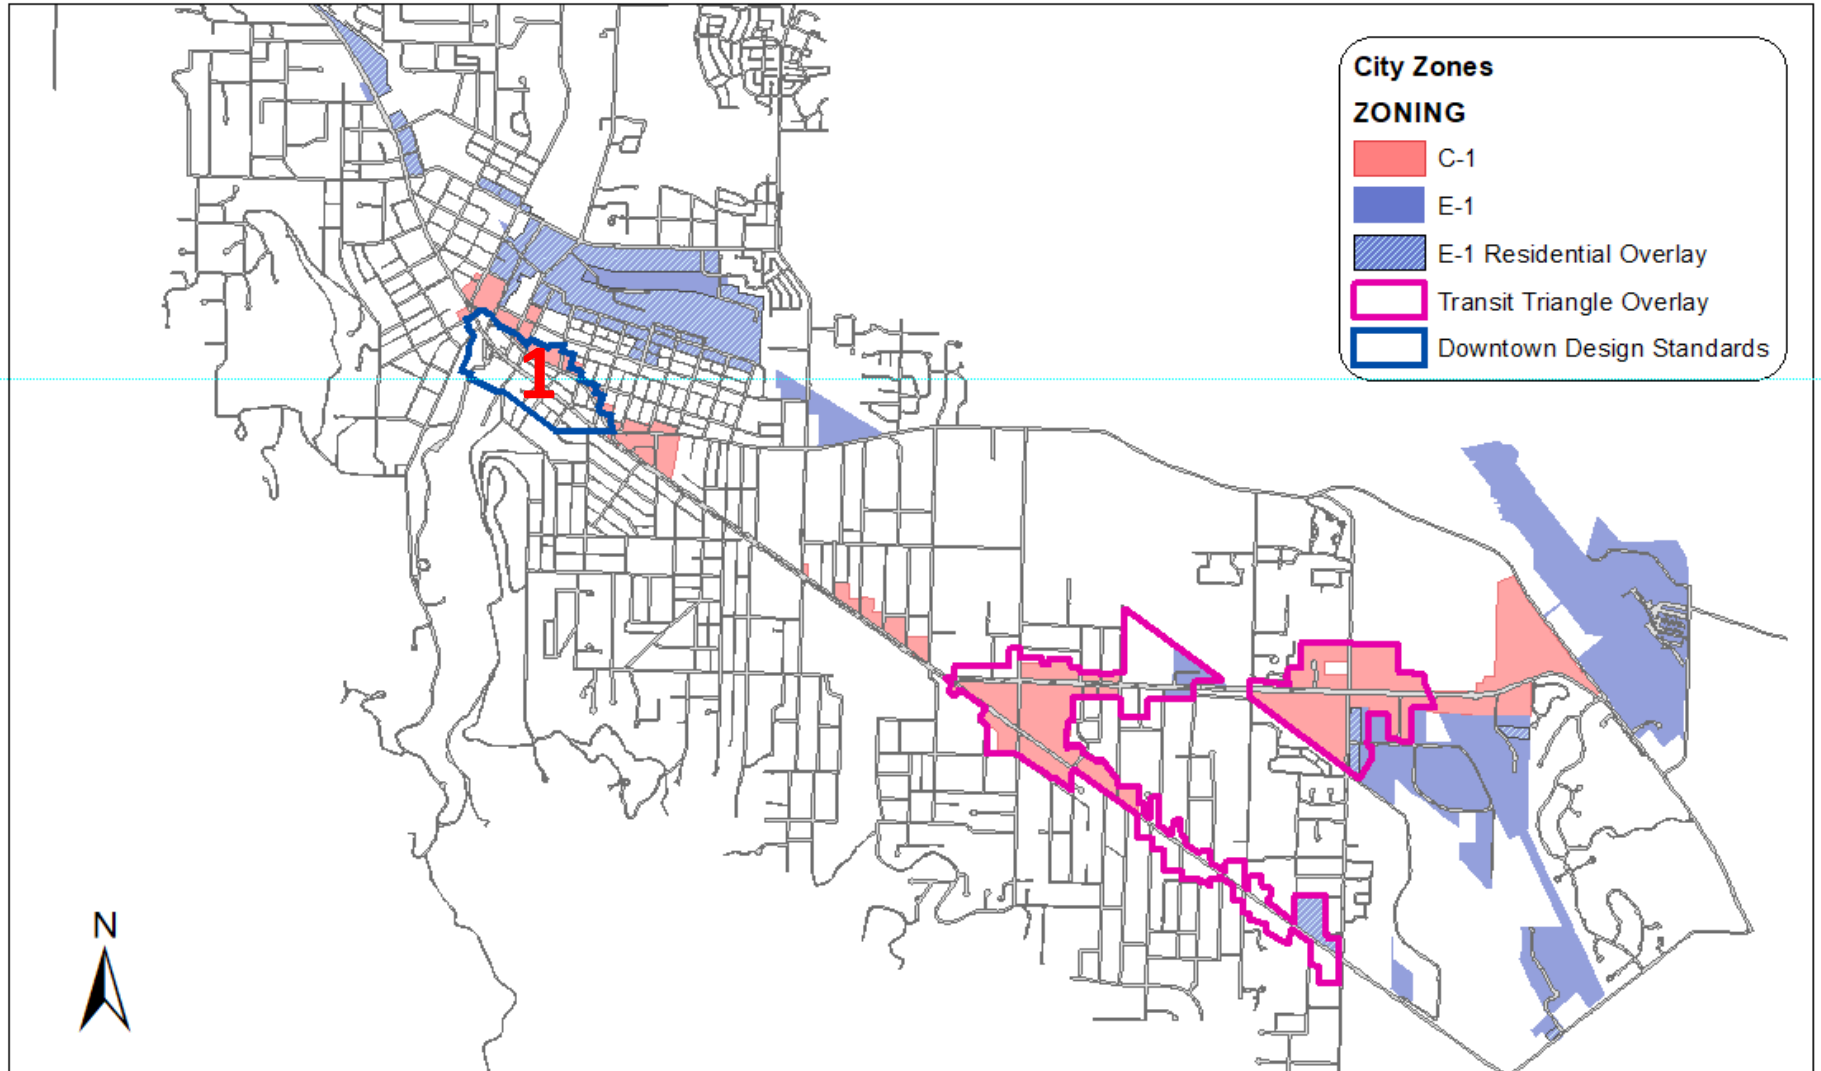 City Zones
ZONING
C-1
E-1
E-1 Residential Overlay
Transit Triangle Overlay
Downtown Design Standards
1
N